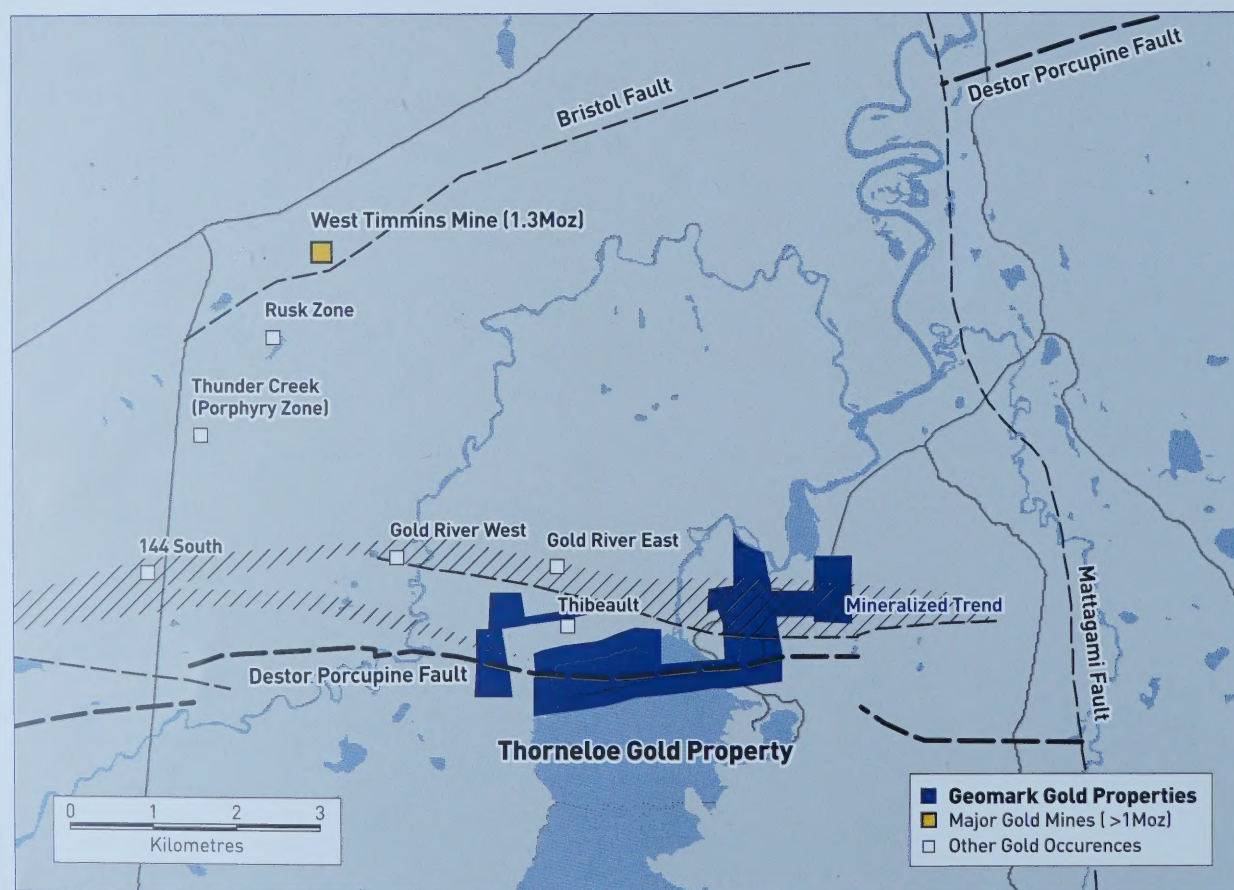 Destor Porcupine Fault
Bristol Fault
West Timmins Mine (1.3Moz)
Rusk Zone
Thunder Creek
(Porphyry Zone)
144 South
Gold River West
Gold River East
Thibeault
Mineralized Trend
Mattagami Fault
Destor Porcupine Fault
Thorneloe Gold Property
0 1 2 3
Kilometres
Geomark Gold Properties
Major Gold Mines ( >1Moz)
Other Gold Occurences